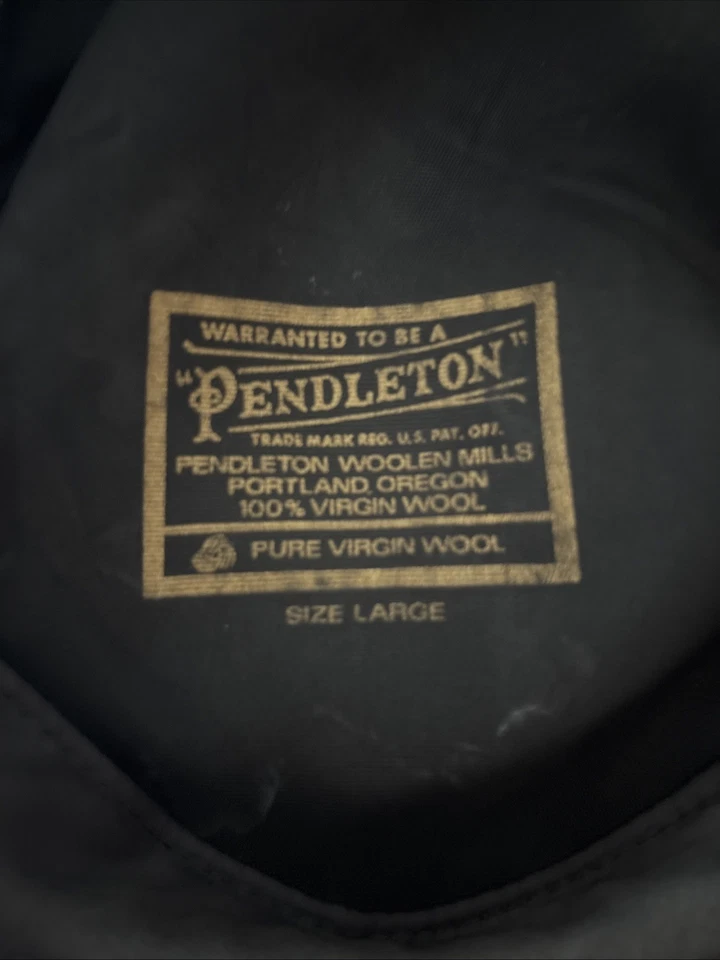 WARRANTED TO BE A
"PENDLETON"
TRADE MARK REG. U.S. PAT. OFF.
PENDLETON WOOLEN MILLS
PORTLAND, OREGON
100% VIRGIN WOOL
PURE VIRGIN WOOL
SIZE LARGE